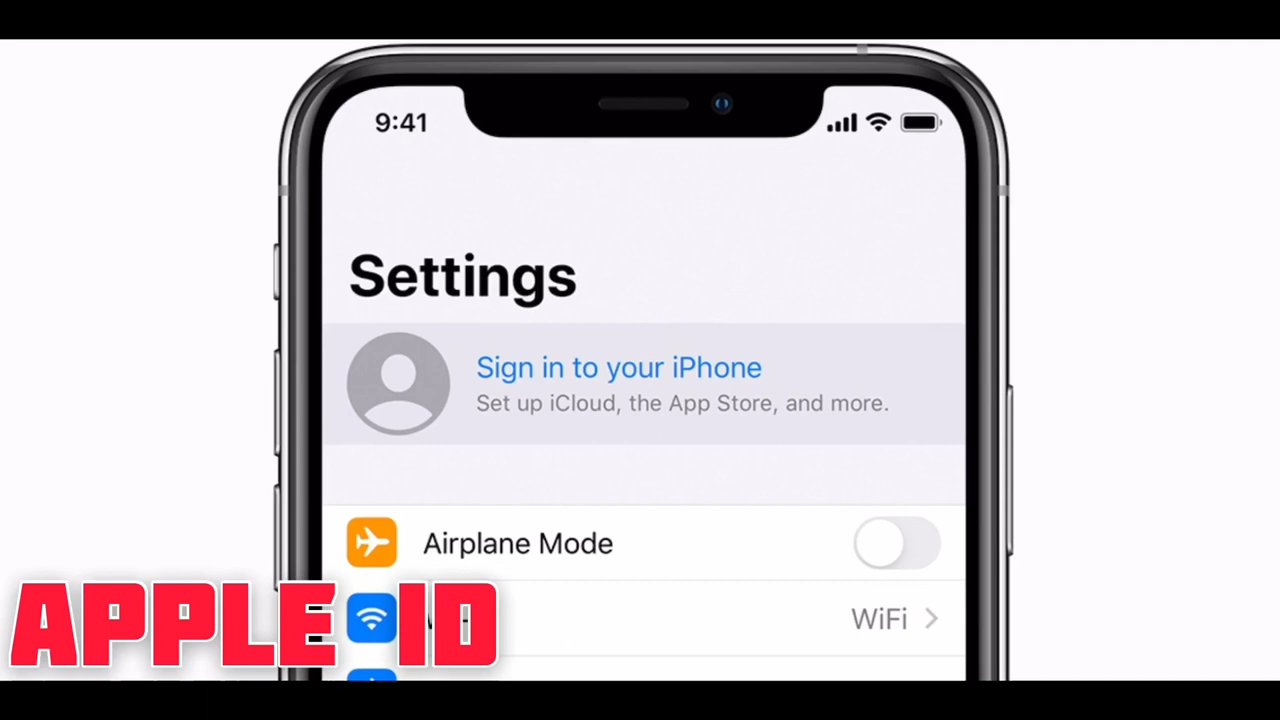 9:41
Settings
Sign in to your iPhone
Set up iCloud, the App Store, and more.
Airplane Mode
WiFi
APPLE ID